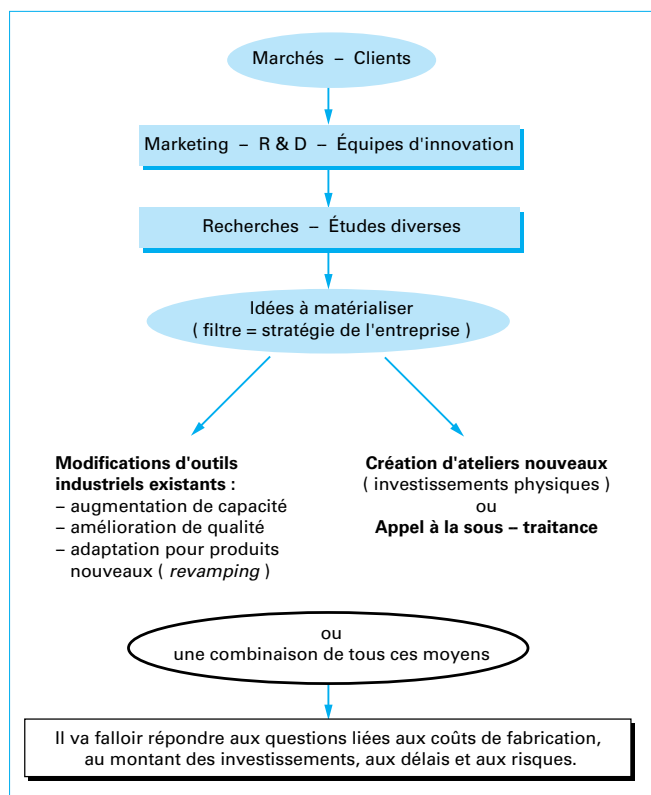 Marchés – Clients
Marketing – R & D – Équipes d'innovation
Recherches – Études diverses
Idées à matérialiser
( filtre = stratégie de l'entreprise )
Modifications d'outils
industriels existants :
– augmentation de capacité
– amélioration de qualité
– adaptation pour produits
nouveaux ( revamping )
Création d'ateliers nouveaux
( investissements physiques )
ou
Appel à la sous – traitance
ou
une combinaison de tous ces moyens
Il va falloir répondre aux questions liées aux coûts de fabrication,
au montant des investissements, aux délais et aux risques.